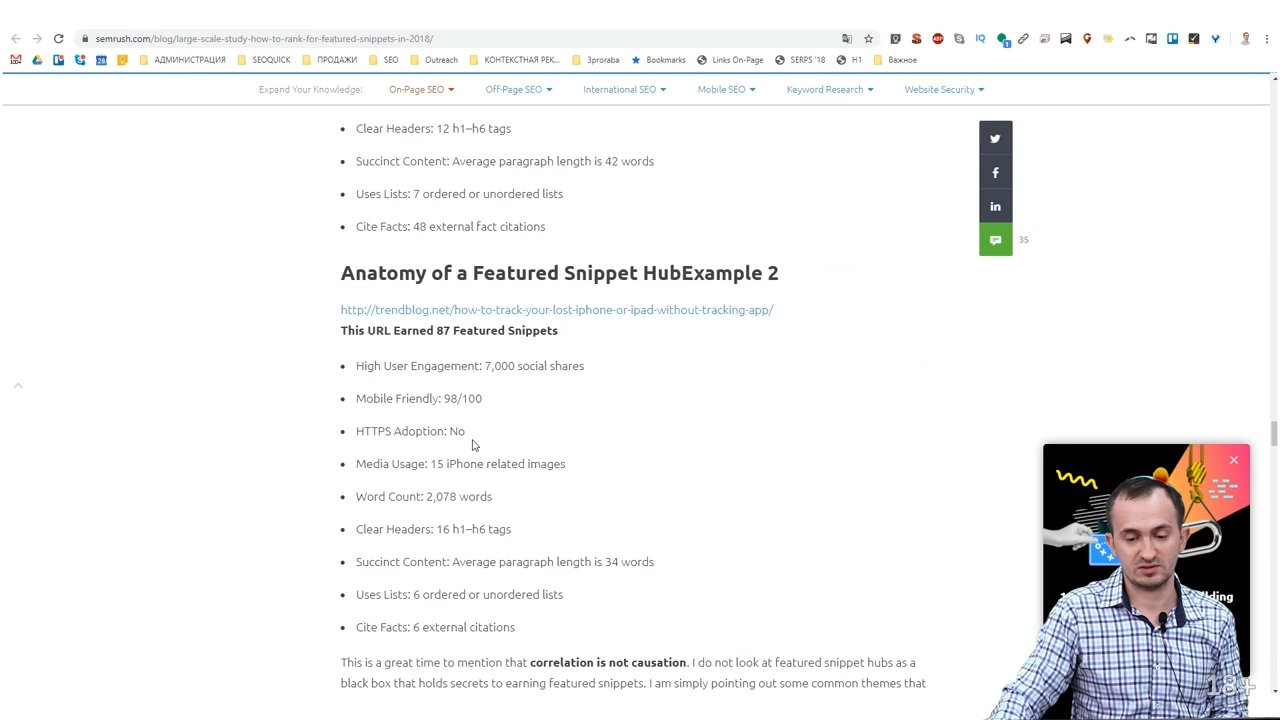 semrush.com/blog/large-scale-study-how-to-rank-for-featured-snippets-in-2018/
АДМИНИСТРАЦИЯ SEOQUICK ПРОДАЖИ SEO Outreach КОНТЕКСТНАЯ РЕК... 3proraba Bookmarks Links On-Page SERPS '18 H1 Важное
Expand Your Knowledge: On-Page SEO Off-Page SEO International SEO Mobile SEO Keyword Research Website Security
Clear Headers: 12 h1–h6 tags
Succinct Content: Average paragraph length is 42 words
Uses Lists: 7 ordered or unordered lists
Cite Facts: 48 external fact citations
35
Anatomy of a Featured Snippet HubExample 2
http://trendblog.net/how-to-track-your-lost-iphone-or-ipad-without-tracking-app/
This URL Earned 87 Featured Snippets
High User Engagement: 7,000 social shares
Mobile Friendly: 98/100
HTTPS Adoption: No
Media Usage: 15 iPhone related images
Word Count: 2,078 words
Clear Headers: 16 h1–h6 tags
Succinct Content: Average paragraph length is 34 words
Uses Lists: 6 ordered or unordered lists
Cite Facts: 6 external citations
This is a great time to mention that correlation is not causation. I do not look at featured snippet hubs as a
black box that holds secrets to earning featured snippets. I am simply pointing out some common themes that
18+